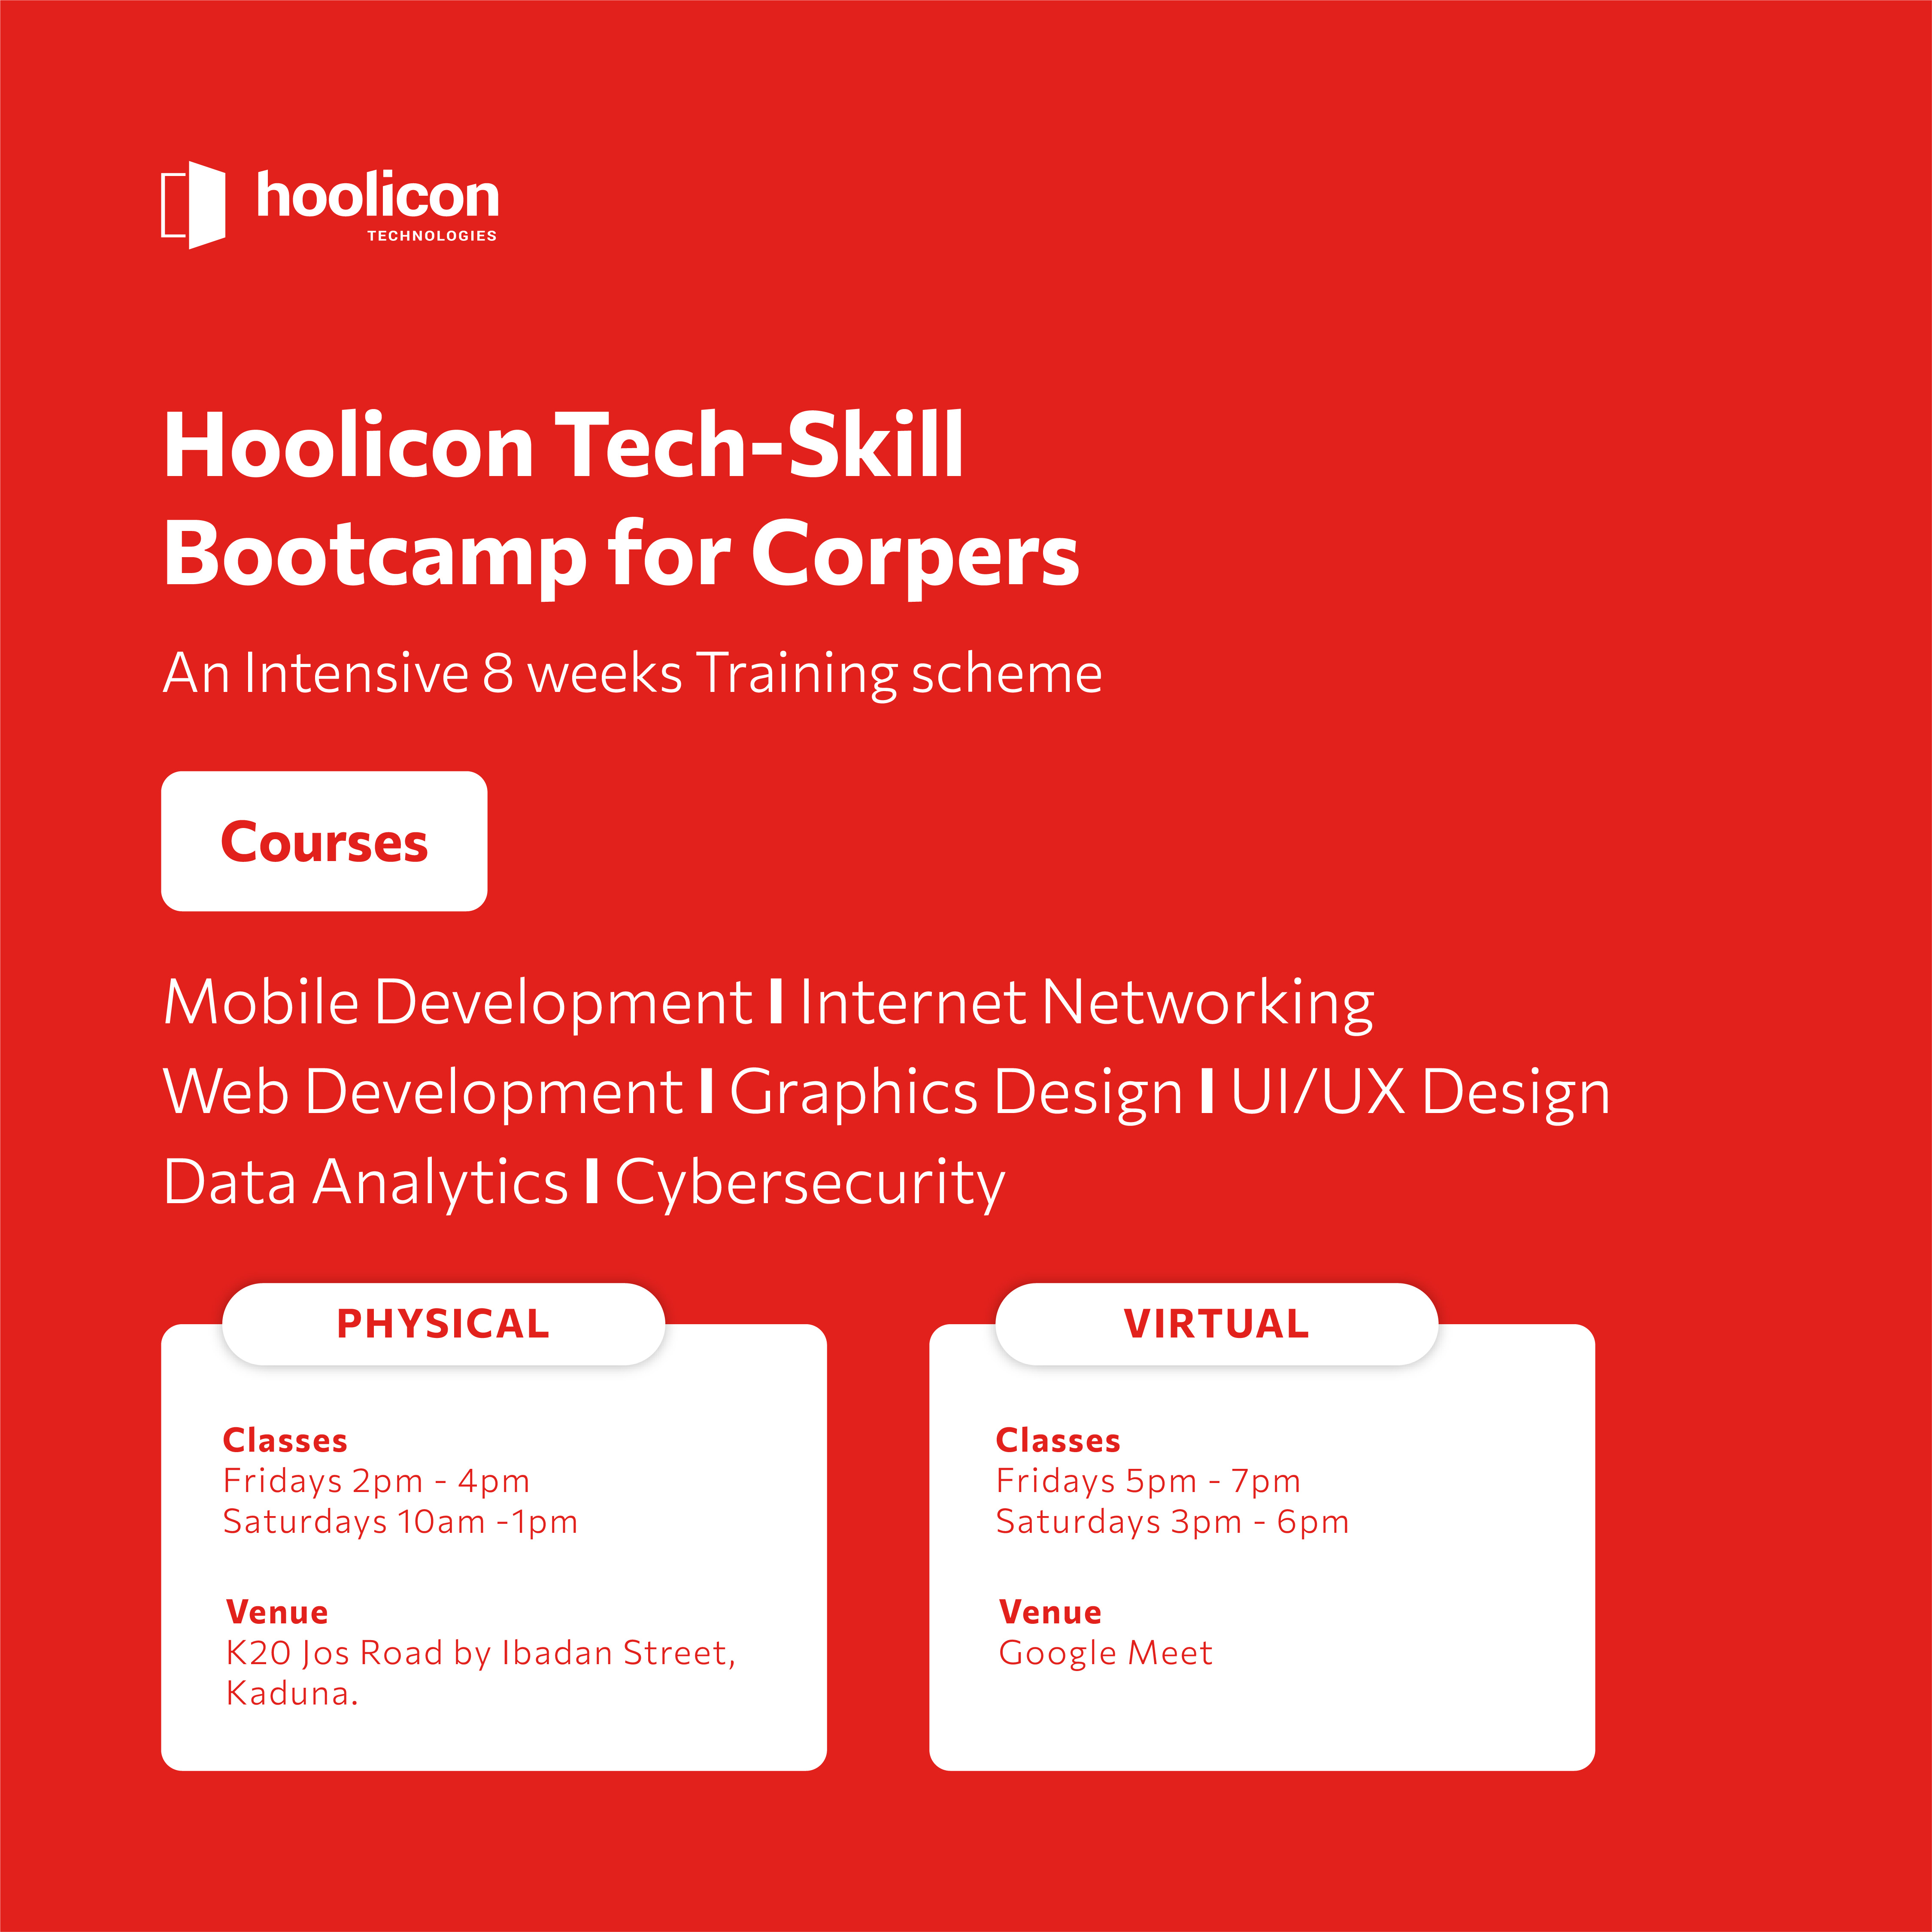 hoolicon
TECHNOLOGIES
Hoolicon Tech-Skill
Bootcamp for Corpers
An Intensive 8 weeks Training scheme
Courses
Mobile Development I Internet Networking
Web Development I Graphics Design I UI/UX Design
Data Analytics I Cybersecurity
PHYSICAL
Classes
Fridays 2pm - 4pm
Saturdays 10am -1pm
Venue
K20 Jos Road by Ibadan Street,
Kaduna.
VIRTUAL
Classes
Fridays 5pm - 7pm
Saturdays 3pm - 6pm
Venue
Google Meet